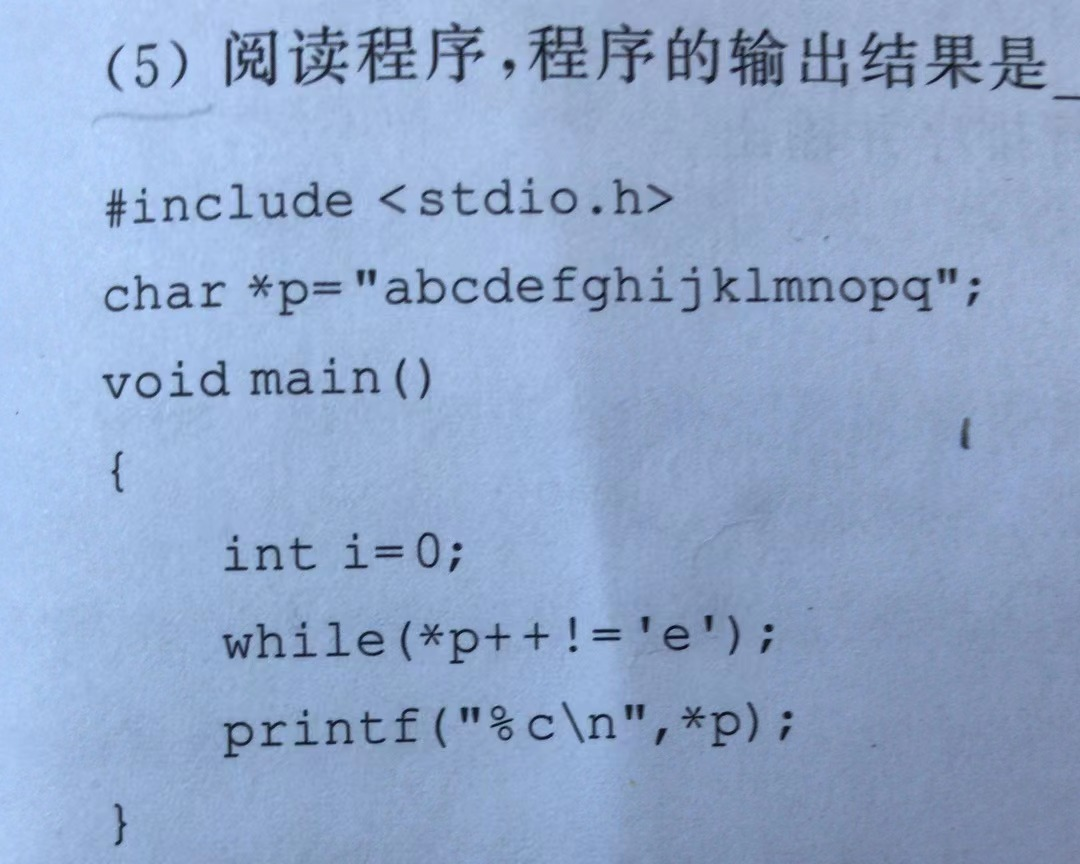 (5) 阅读程序,程序的输出结果是_
#include <stdio.h>
char *p="abcdefghijklmnopq";
void main()
{
int i=0;
while(*p++!='e');
printf("%c\n",*p);
}